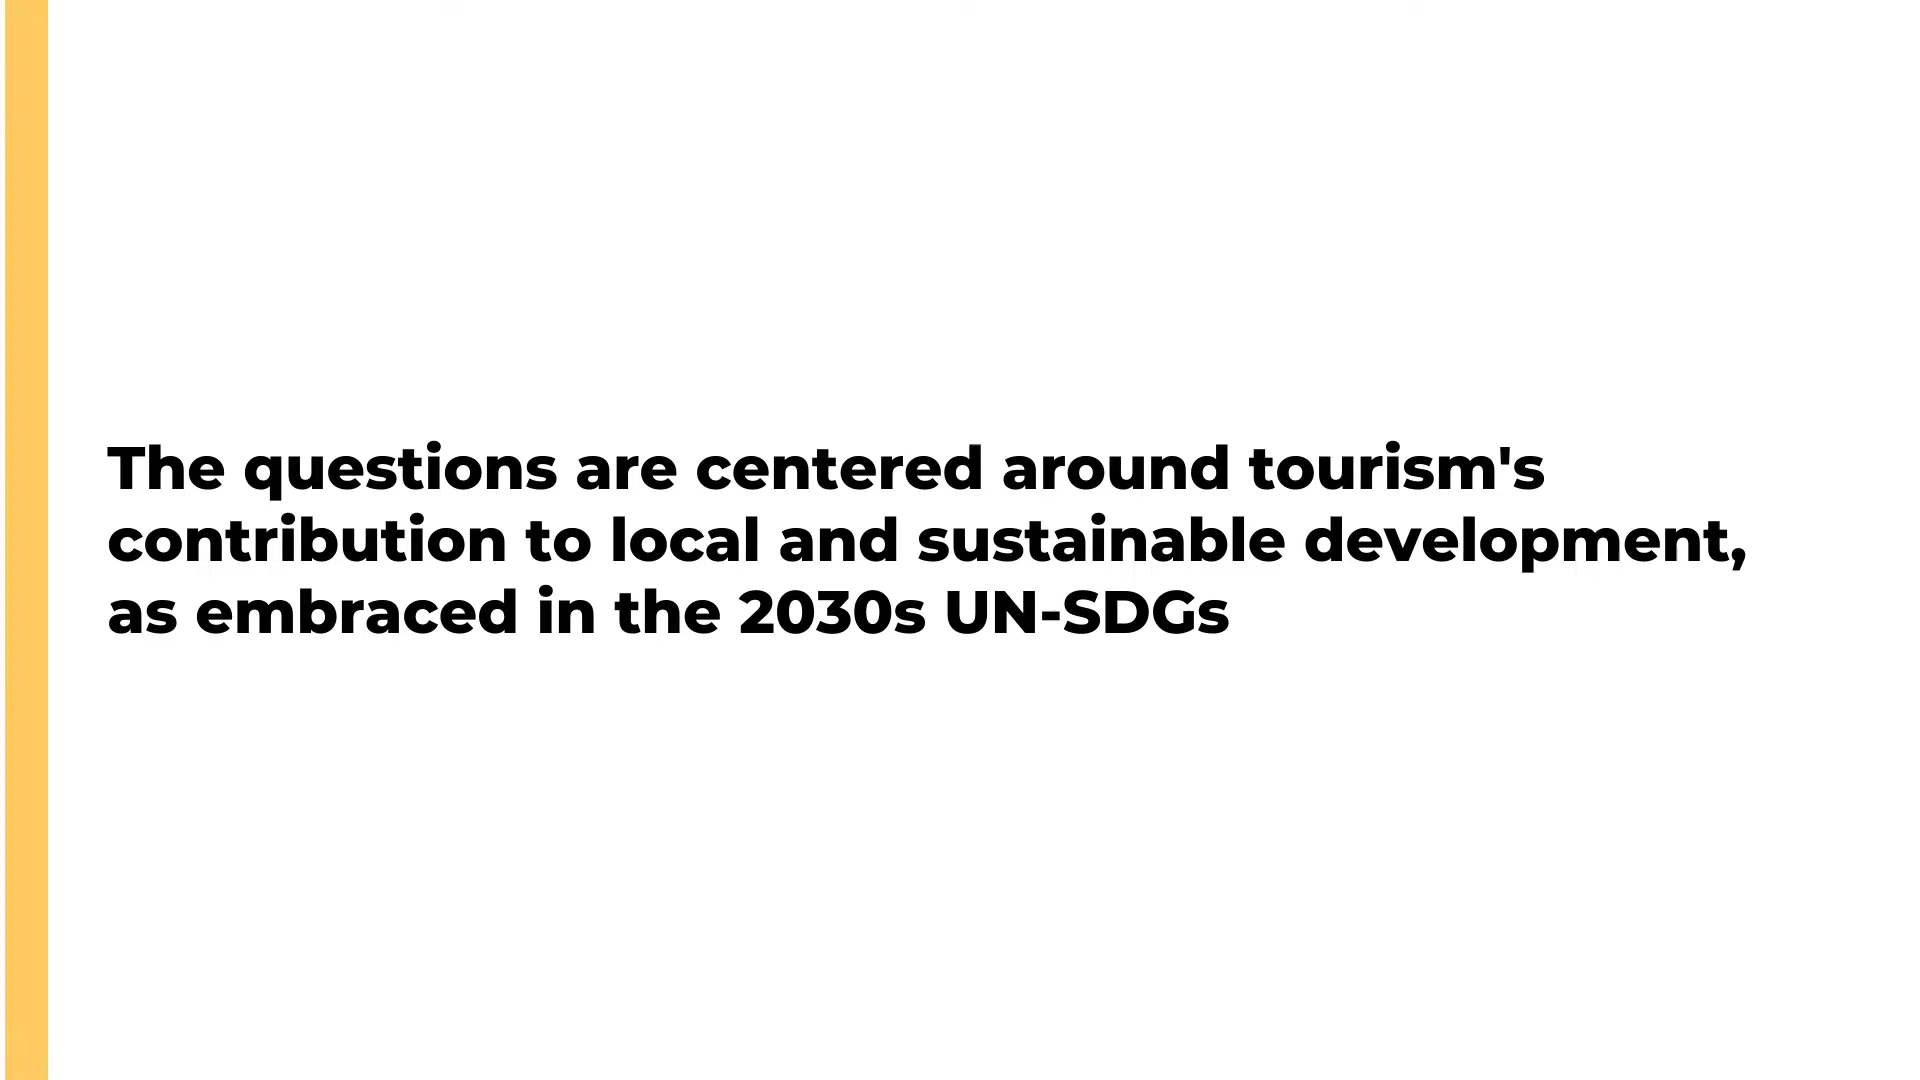 The questions are centered around tourism's
contribution to local and sustainable development,
as embraced in the 2030s UN-SDGs